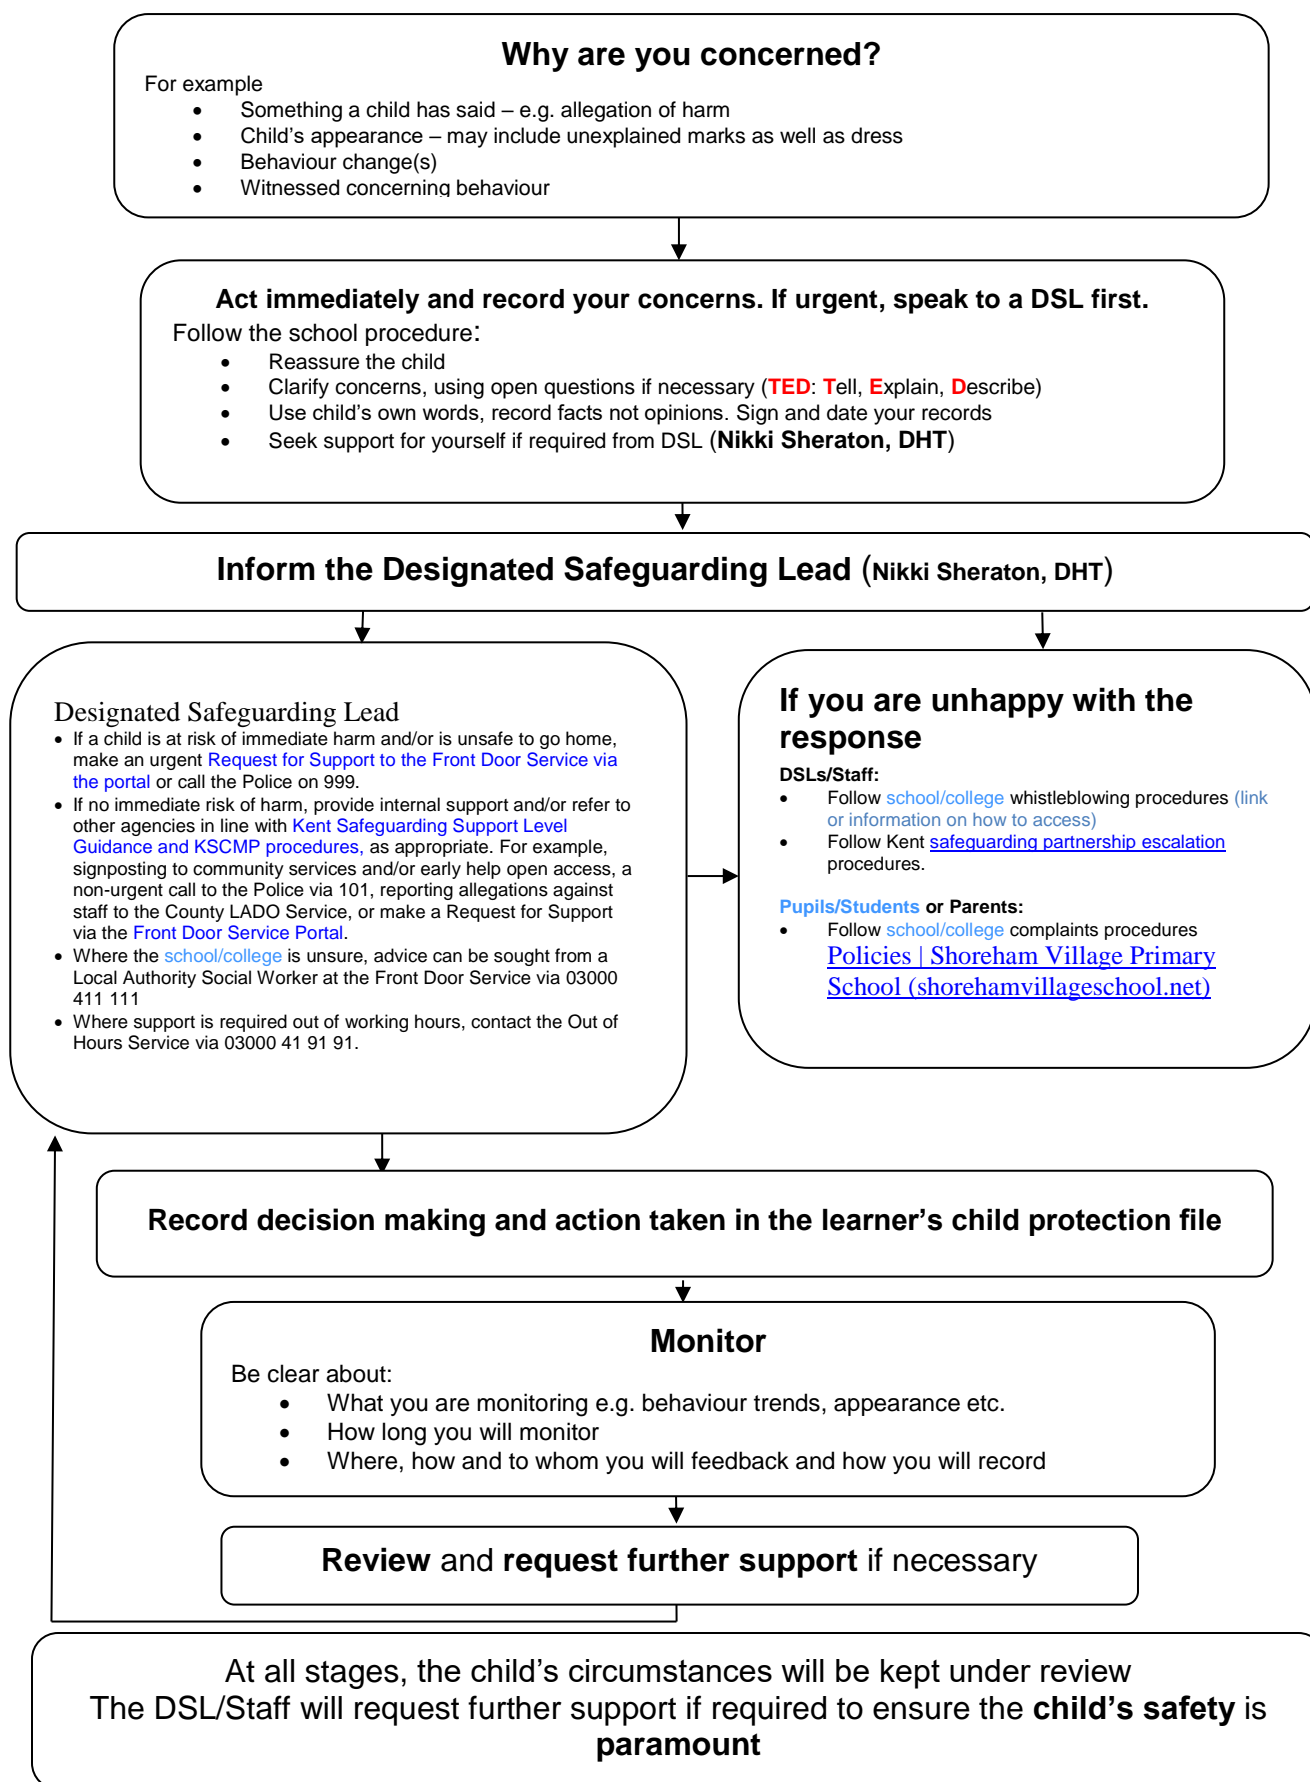 Why are you concerned?
For example
• Something a child has said – e.g. allegation of harm
• Child's appearance – may include unexplained marks as well as dress
• Behaviour change(s)
• Witnessed concerning behaviour
Act immediately and record your concerns. If urgent, speak to a DSL first.
Follow the school procedure:
• Reassure the child
• Clarify concerns, using open questions if necessary (TED: Tell, Explain, Describe)
• Use child's own words, record facts not opinions. Sign and date your records
• Seek support for yourself if required from DSL (Nikki Sheraton, DHT)
Inform the Designated Safeguarding Lead (Nikki Sheraton, DHT)
Designated Safeguarding Lead
• If a child is at risk of immediate harm and/or is unsafe to go home,
make an urgent Request for Support to the Front Door Service via
the portal or call the Police on 999.
• If no immediate risk of harm, provide internal support and/or refer to
other agencies in line with Kent Safeguarding Support Level
Guidance and KSCMP procedures, as appropriate. For example,
signposting to community services and/or early help open access, a
non-urgent call to the Police via 101, reporting allegations against
staff to the County LADO Service, or make a Request for Support
via the Front Door Service Portal.
• Where the school/college is unsure, advice can be sought from a
Local Authority Social Worker at the Front Door Service via 03000
411 111
• Where support is required out of working hours, contact the Out of
Hours Service via 03000 41 91 91.
If you are unhappy with the
response
DSLs/Staff:
• Follow school/college whistleblowing procedures (link
or information on how to access)
• Follow Kent safeguarding partnership escalation
procedures.
Pupils/Students or Parents:
• Follow school/college complaints procedures
Policies | Shoreham Village Primary
School (shorehamvillageschool.net)
Record decision making and action taken in the learner's child protection file
Monitor
Be clear about:
• What you are monitoring e.g. behaviour trends, appearance etc.
• How long you will monitor
• Where, how and to whom you will feedback and how you will record
Review and request further support if necessary
At all stages, the child's circumstances will be kept under review
The DSL/Staff will request further support if required to ensure the child's safety is
paramount